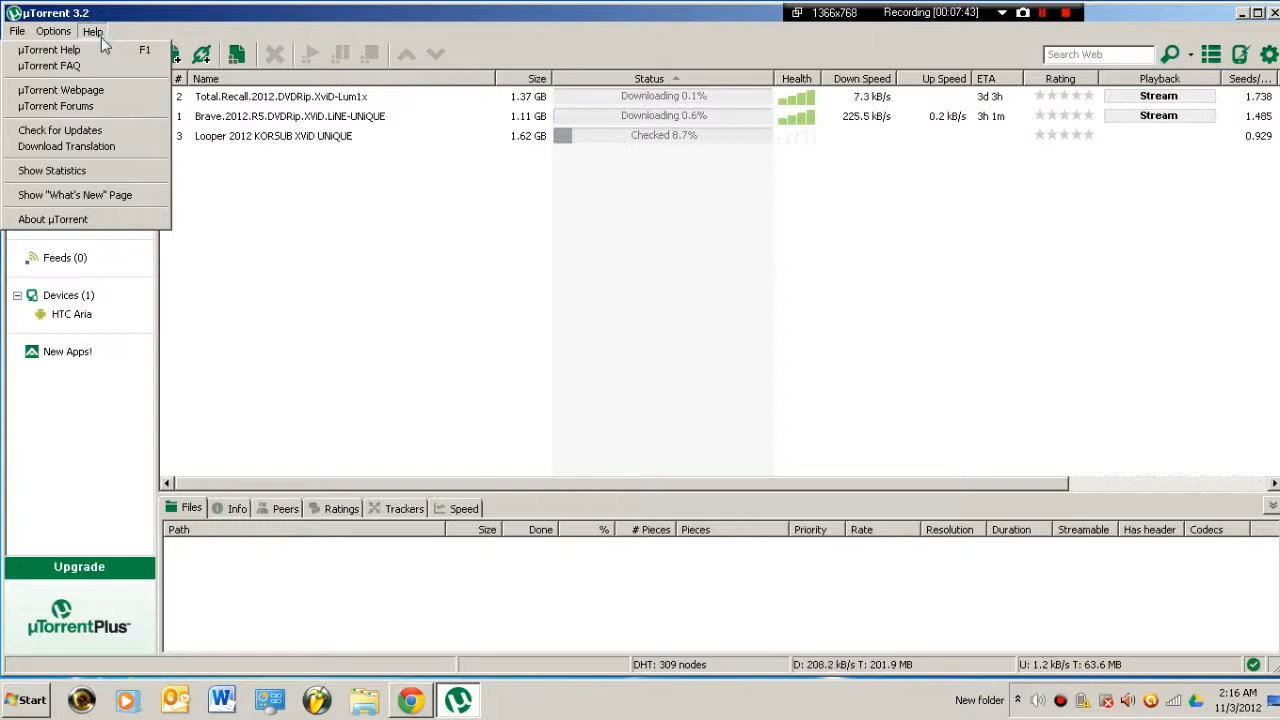 µTorrent 3.2
1366x768 Recording [00:07:43]
File Options Help
µTorrent Help F1
µTorrent FAQ
µTorrent Webpage
µTorrent Forums
Check for Updates
Download Translation
Show Statistics
Show "What's New" Page
About µTorrent
Search Web
# Name Size Status Health Down Speed Up Speed ETA Rating Playback Seeds/...
2 Total.Recall.2012.DVDRip.XviD-Lum1x 1.37 GB Downloading 0.1% 7.3 kB/s 3d 3h Stream 1.738
1 Brave.2012.R5.DVDRip.XViD.LiNE-UNiQUE 1.11 GB Downloading 0.6% 225.5 kB/s 0.2 kB/s 3h 1m Stream 1.485
3 Looper 2012 KORSUB XViD UNiQUE 1.62 GB Checked 8.7% 0.929
Feeds (0)
Devices (1)
HTC Aria
New Apps!
Files Info Peers Ratings Trackers Speed
Path Size Done % # Pieces Pieces Priority Rate Resolution Duration Streamable Has header Codecs
Upgrade
µTorrentPlus
DHT: 309 nodes D: 208.2 kB/s T: 201.9 MB U: 1.2 kB/s T: 63.6 MB
Start New folder 2:16 AM
11/3/2012